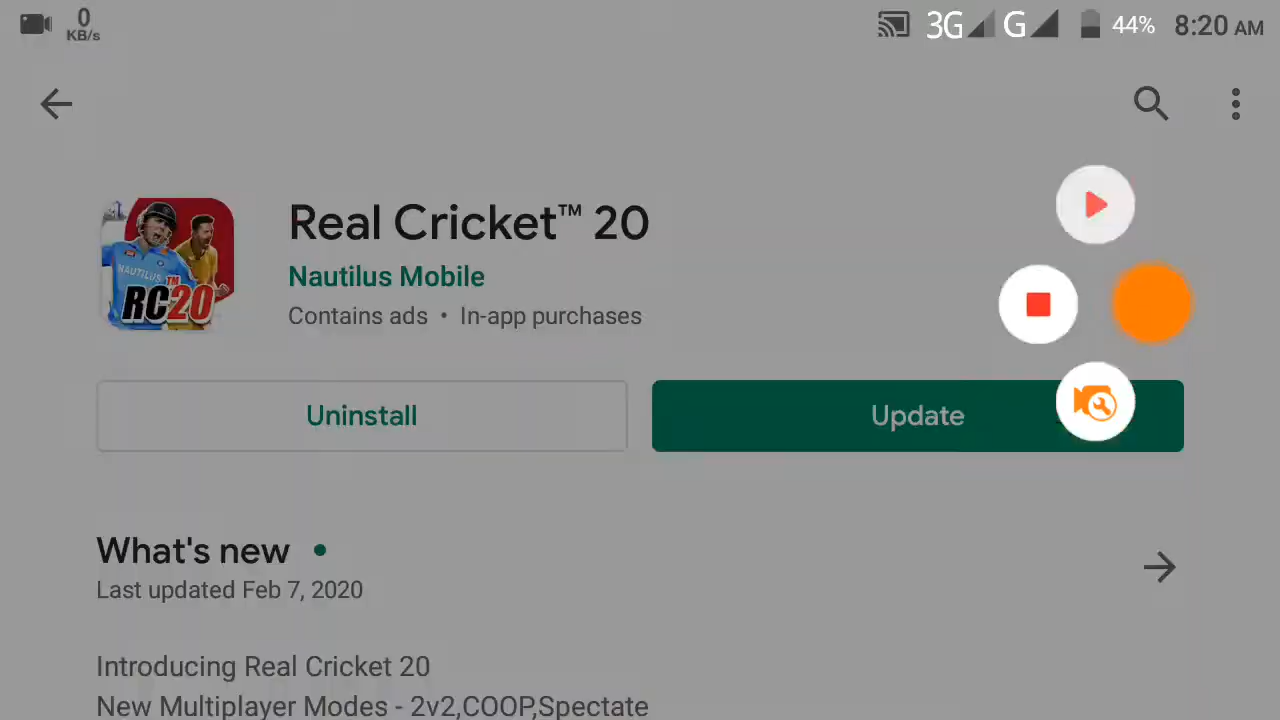 0
KB/s
3G G 44% 8:20 AM
Real Cricket™ 20
Nautilus Mobile
Contains ads • In-app purchases
NAUTILUS
RC20
Uninstall
Update
What's new
Last updated Feb 7, 2020
Introducing Real Cricket 20
New Multiplayer Modes - 2v2,COOP,Spectate